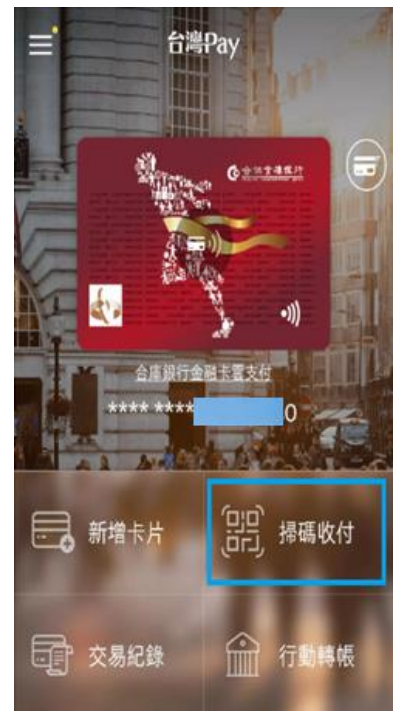 台灣Pay
合作金庫銀行
合庫銀行金融卡雲支付
**** **** 0
新增卡片
掃碼收付
交易紀錄
行動轉帳